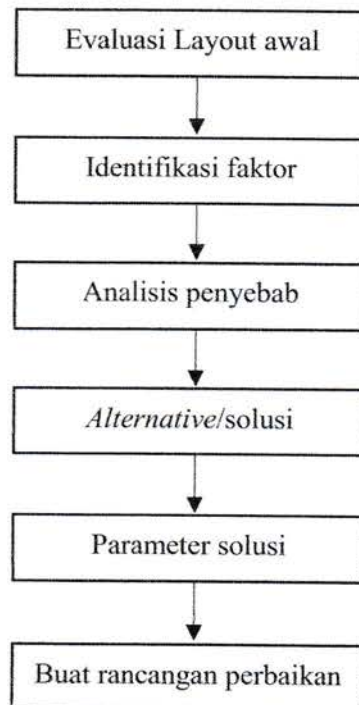 Evaluasi Layout awal
Identifikasi faktor
Analisis penyebab
Alternative/solusi
Parameter solusi
Buat rancangan perbaikan